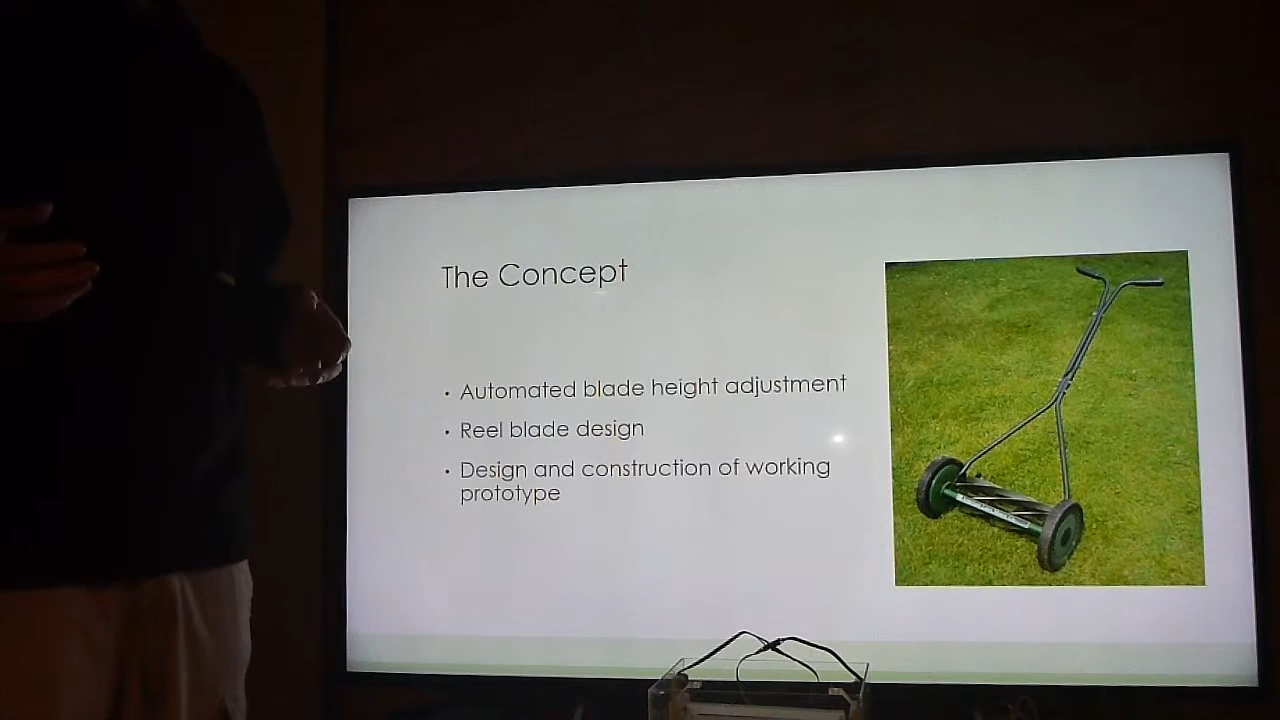 The Concept
• Automated blade height adjustment
• Reel blade design
• Design and construction of working
prototype